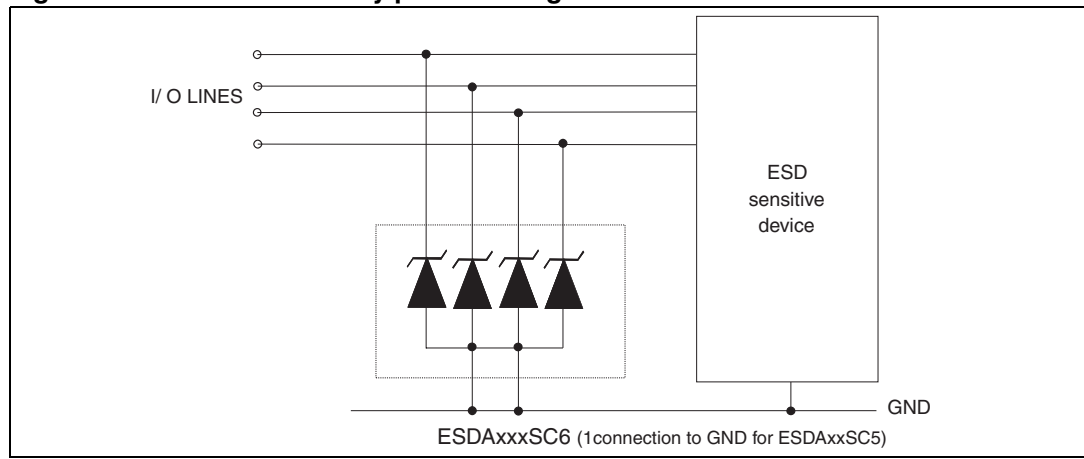 I/ O LINES
ESD
sensitive
device
GND
ESDAxxxSC6 (1connection to GND for ESDAxxSC5)